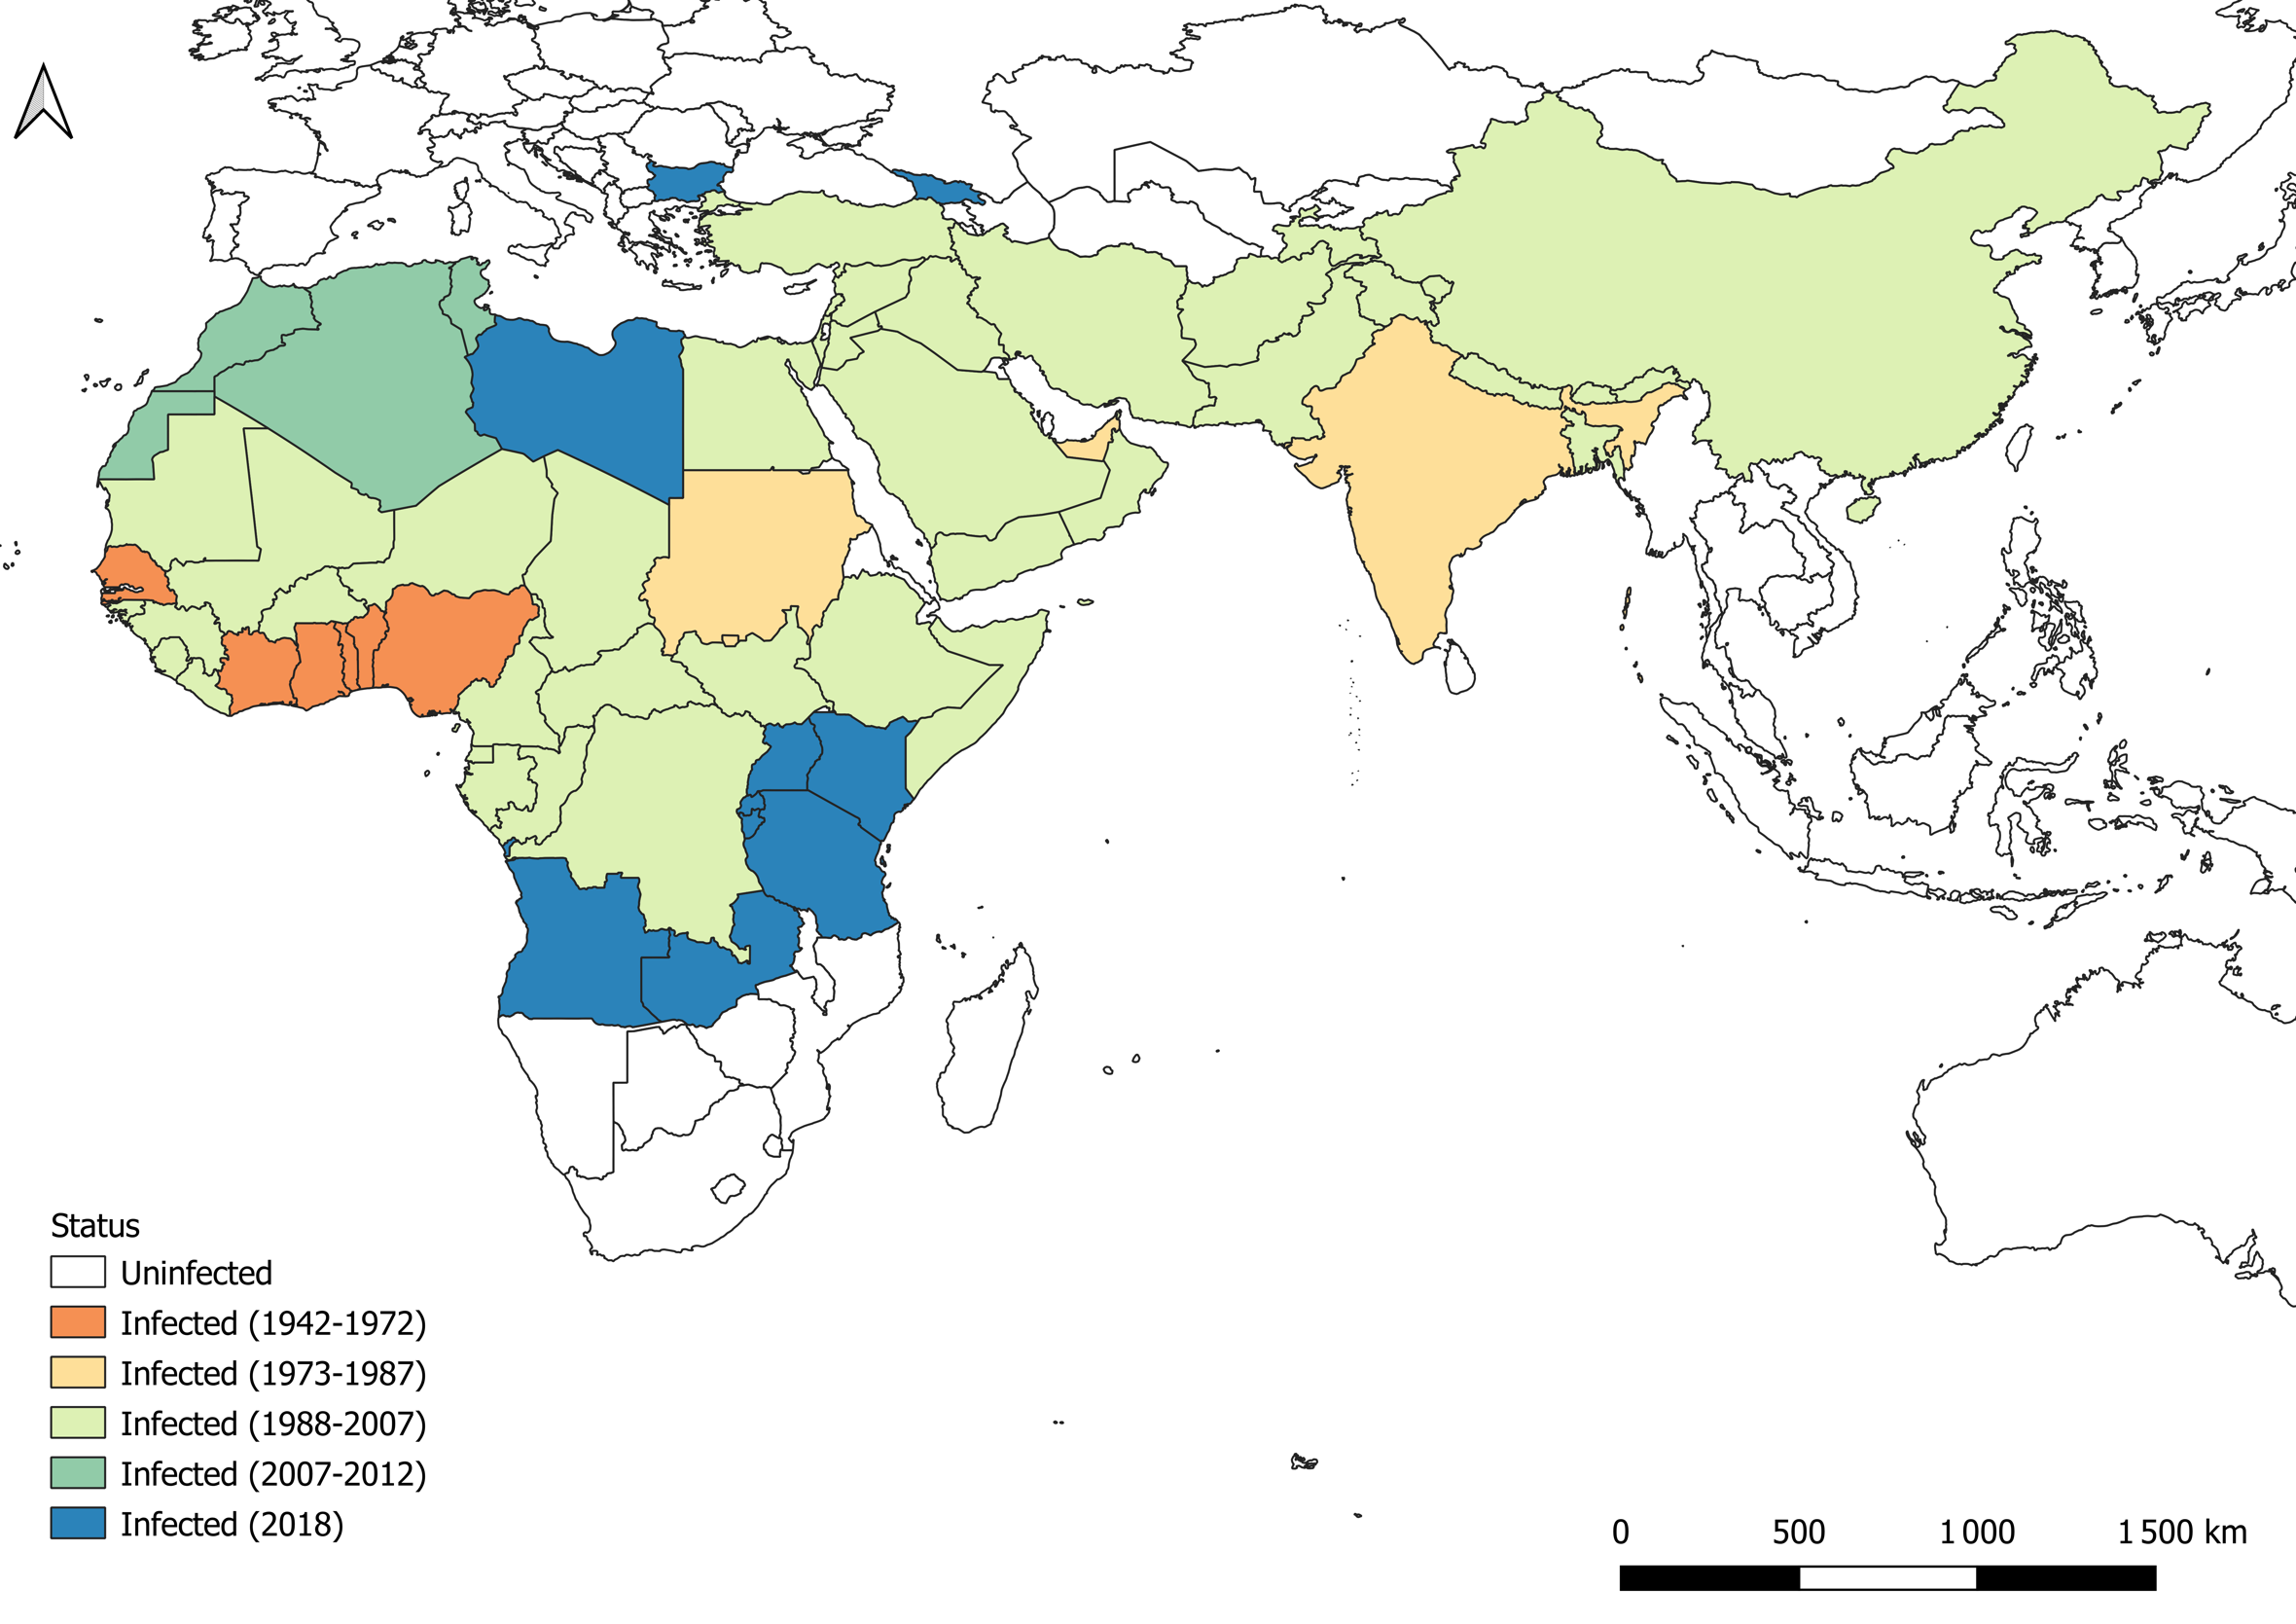 Status
Uninfected
Infected (1942-1972)
Infected (1973-1987)
Infected (1988-2007)
Infected (2007-2012)
Infected (2018)
0 500 1 000 1 500 km